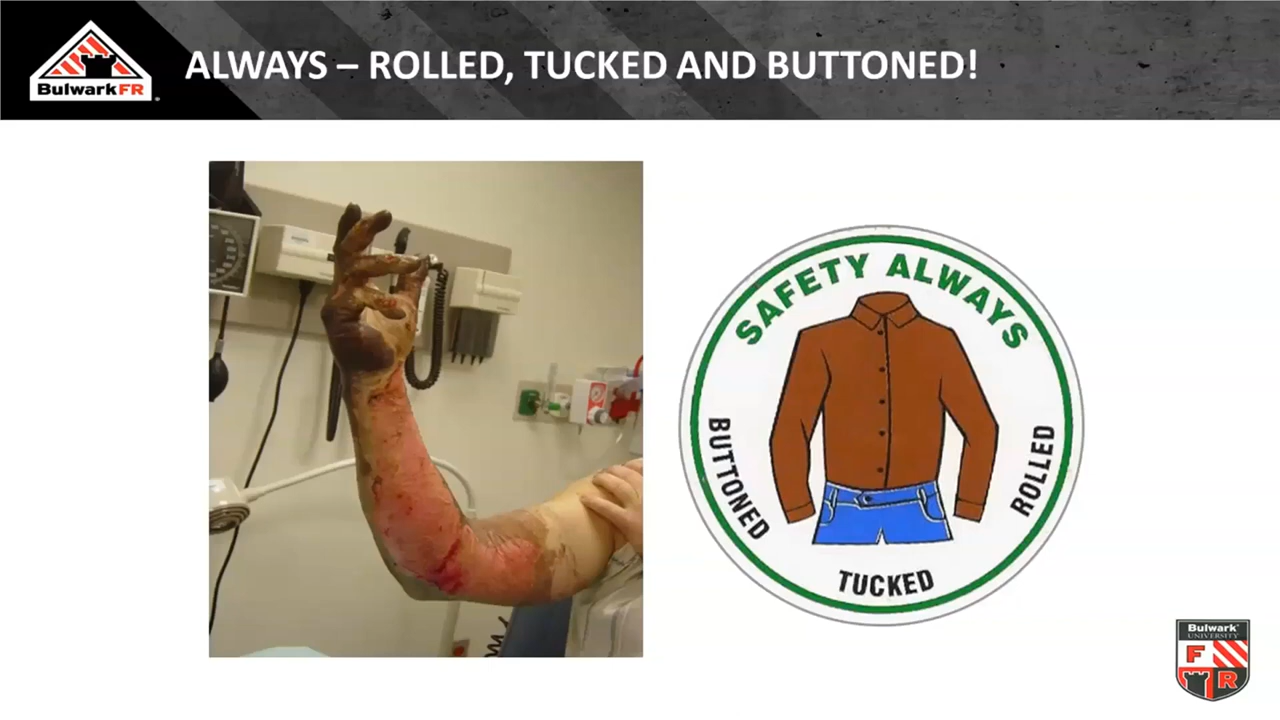 ALWAYS – ROLLED, TUCKED AND BUTTONED!
BulwarkFR
SAFETY ALWAYS
BUTTONED
ROLLED
TUCKED
Bulwark
UNIVERSITY
F
R